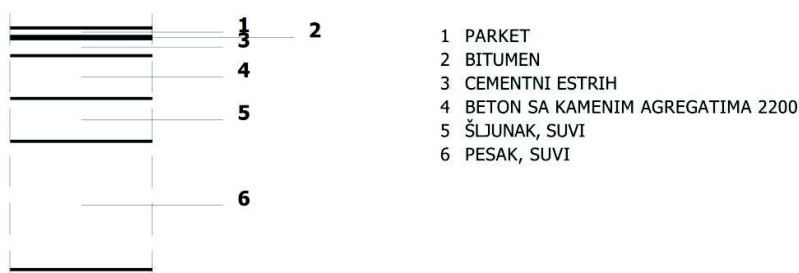 1
2
3
4
5
6
1 PARKET
2 BITUMEN
3 CEMENTNI ESTRIH
4 BETON SA KAMENIM AGREGATIMA 2200
5 ŠLJUNAK, SUVI
6 PESAK, SUVI